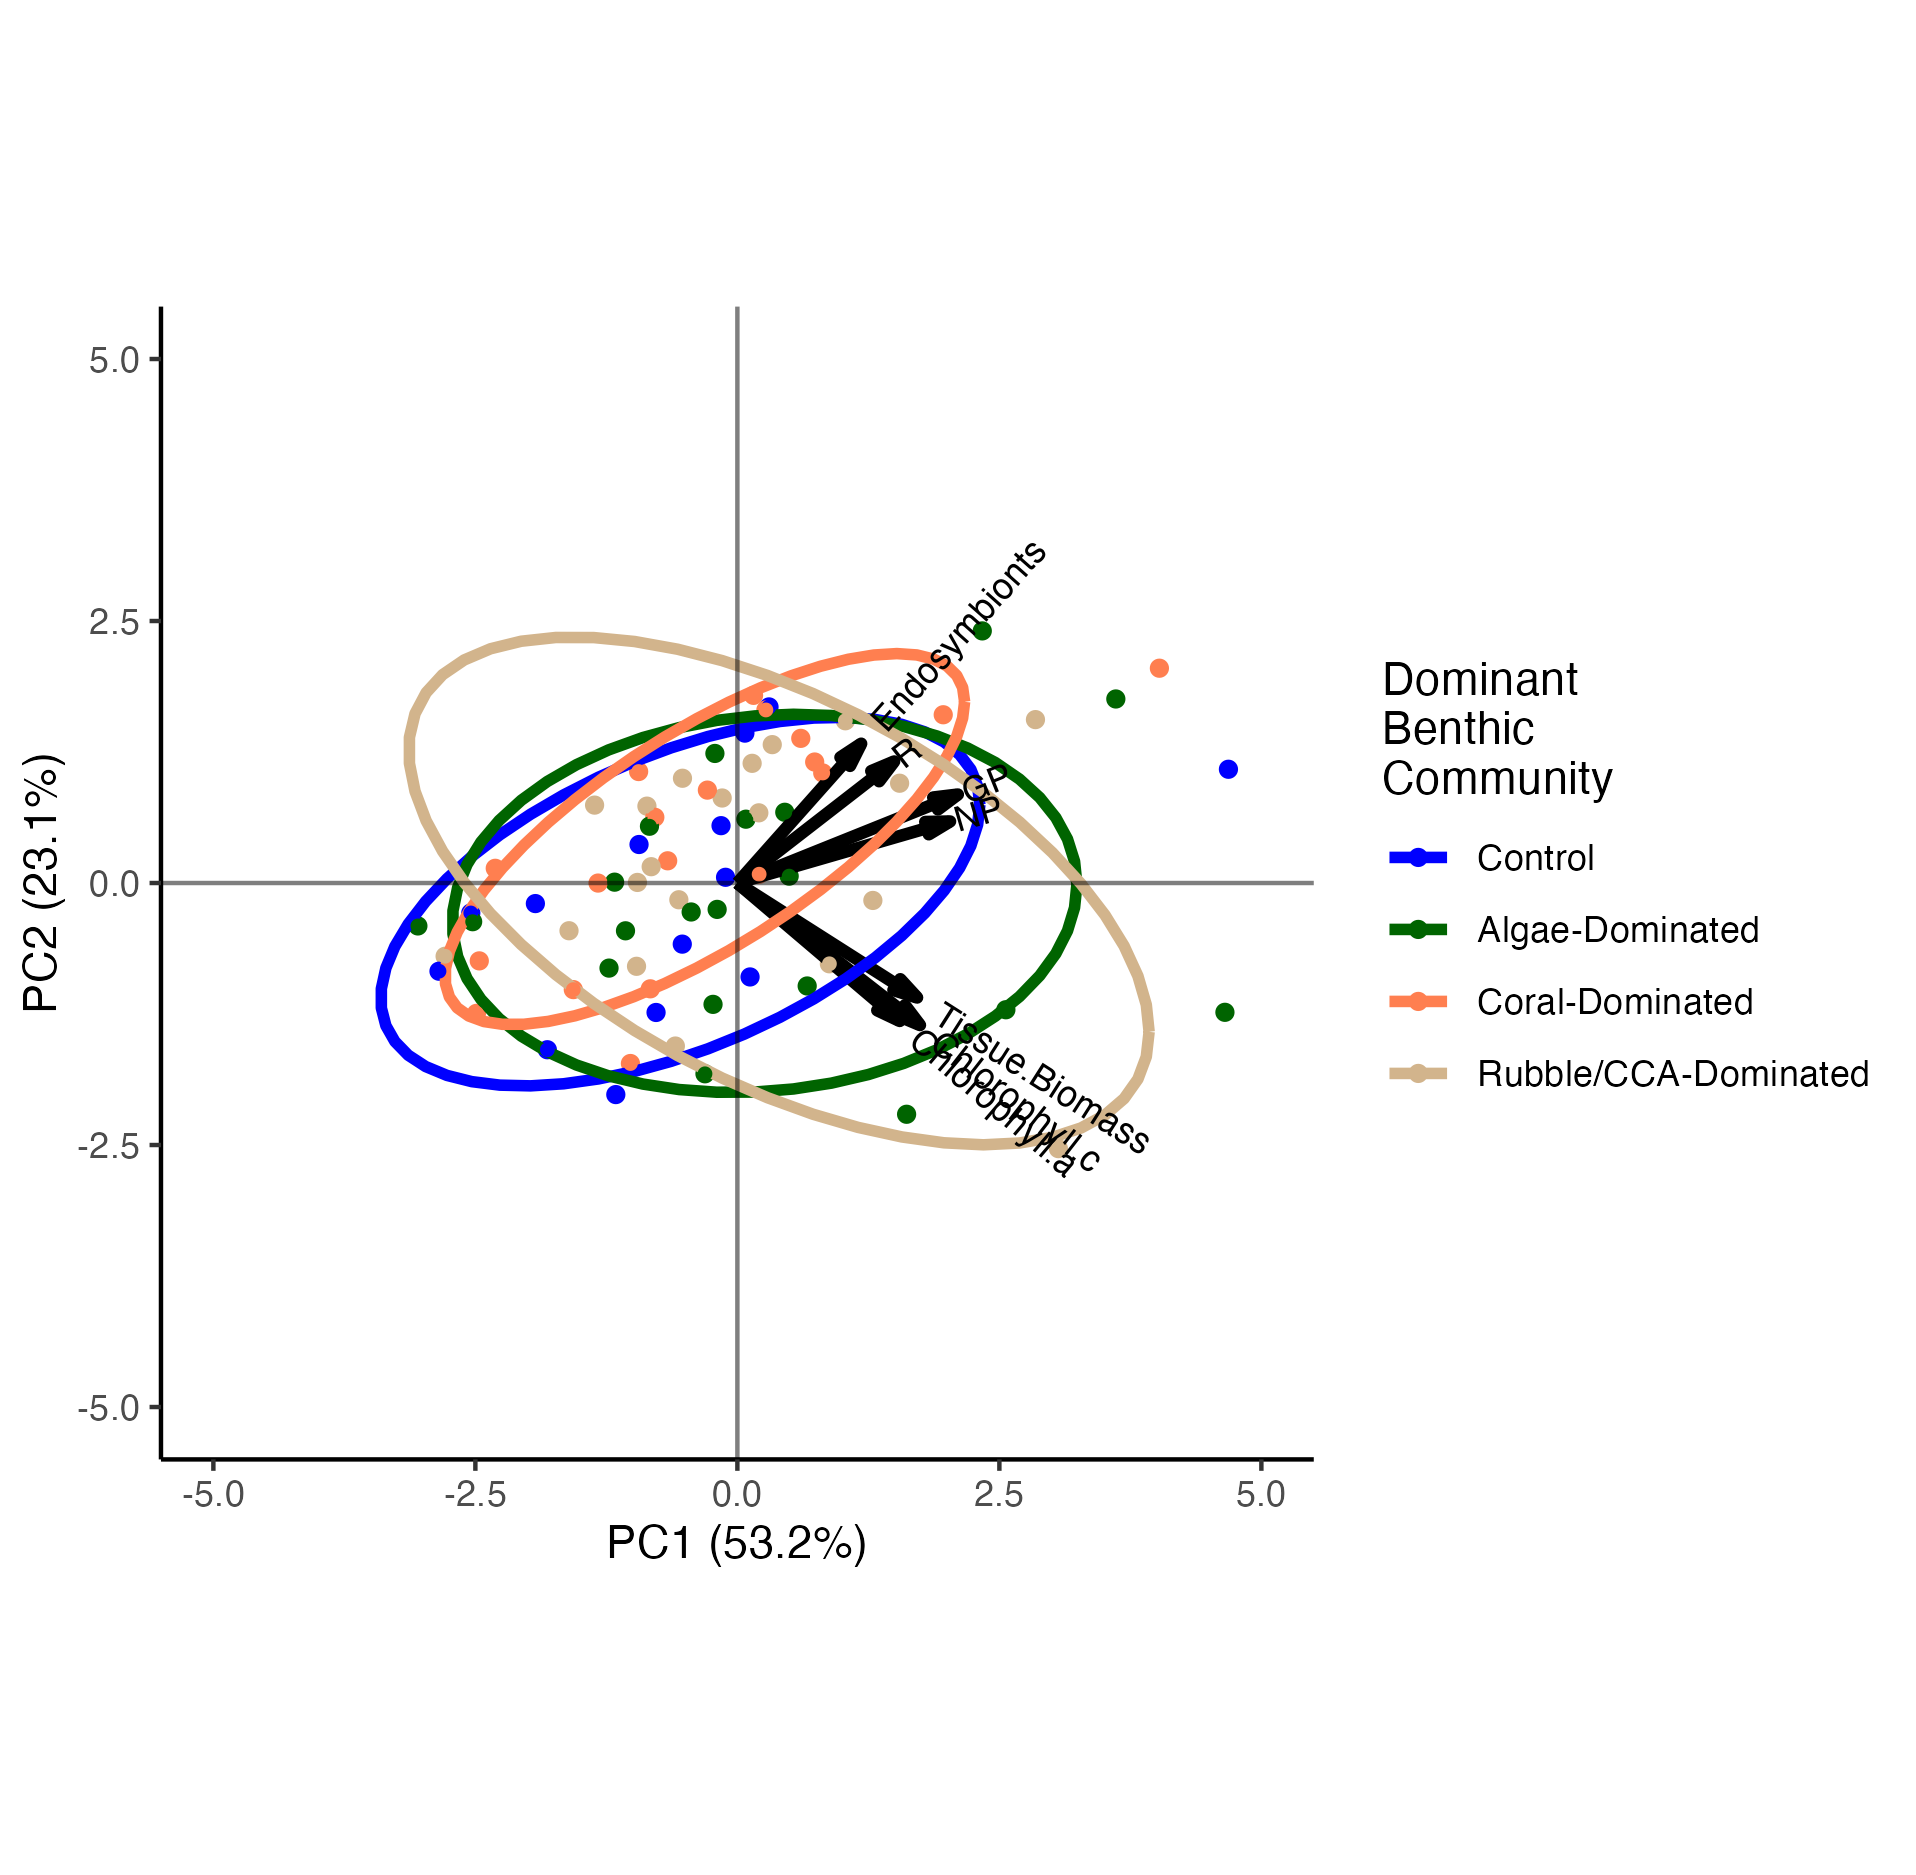 5.0
2.5
0.0
-2.5
-5.0
PC2 (23.1%)
-5.0
-2.5
0.0
2.5
5.0
PC1 (53.2%)
Endosymbionts
R
GP
NP
Tissue.Biomass
Chlorophyll.c
Chlorophyll.a
Dominant
Benthic
Community
Control
Algae-Dominated
Coral-Dominated
Rubble/CCA-Dominated